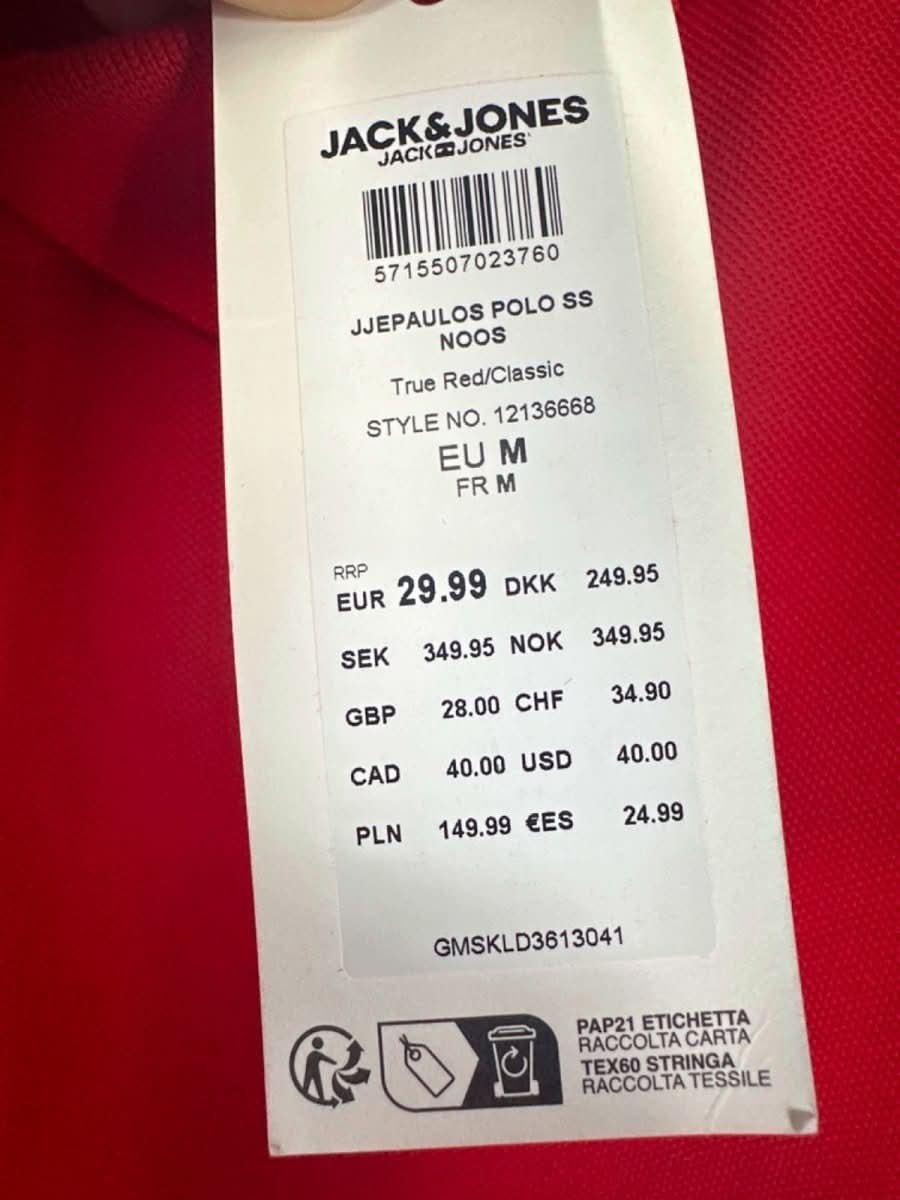 JACK&JONES
JACK JONES
5715507023760
JJEPAULOS POLO SS
NOOS
True Red/Classic
STYLE NO. 12136668
EU M
FR M
RRP
EUR 29.99 DKK 249.95
SEK 349.95 NOK 349.95
GBP 28.00 CHF 34.90
CAD 40.00 USD 40.00
PLN 149.99 €ES 24.99
GMSKLD3613041
PAP21 ETICHETTA
RACCOLTA CARTA
TEX60 STRINGA
RACCOLTA TESSILE